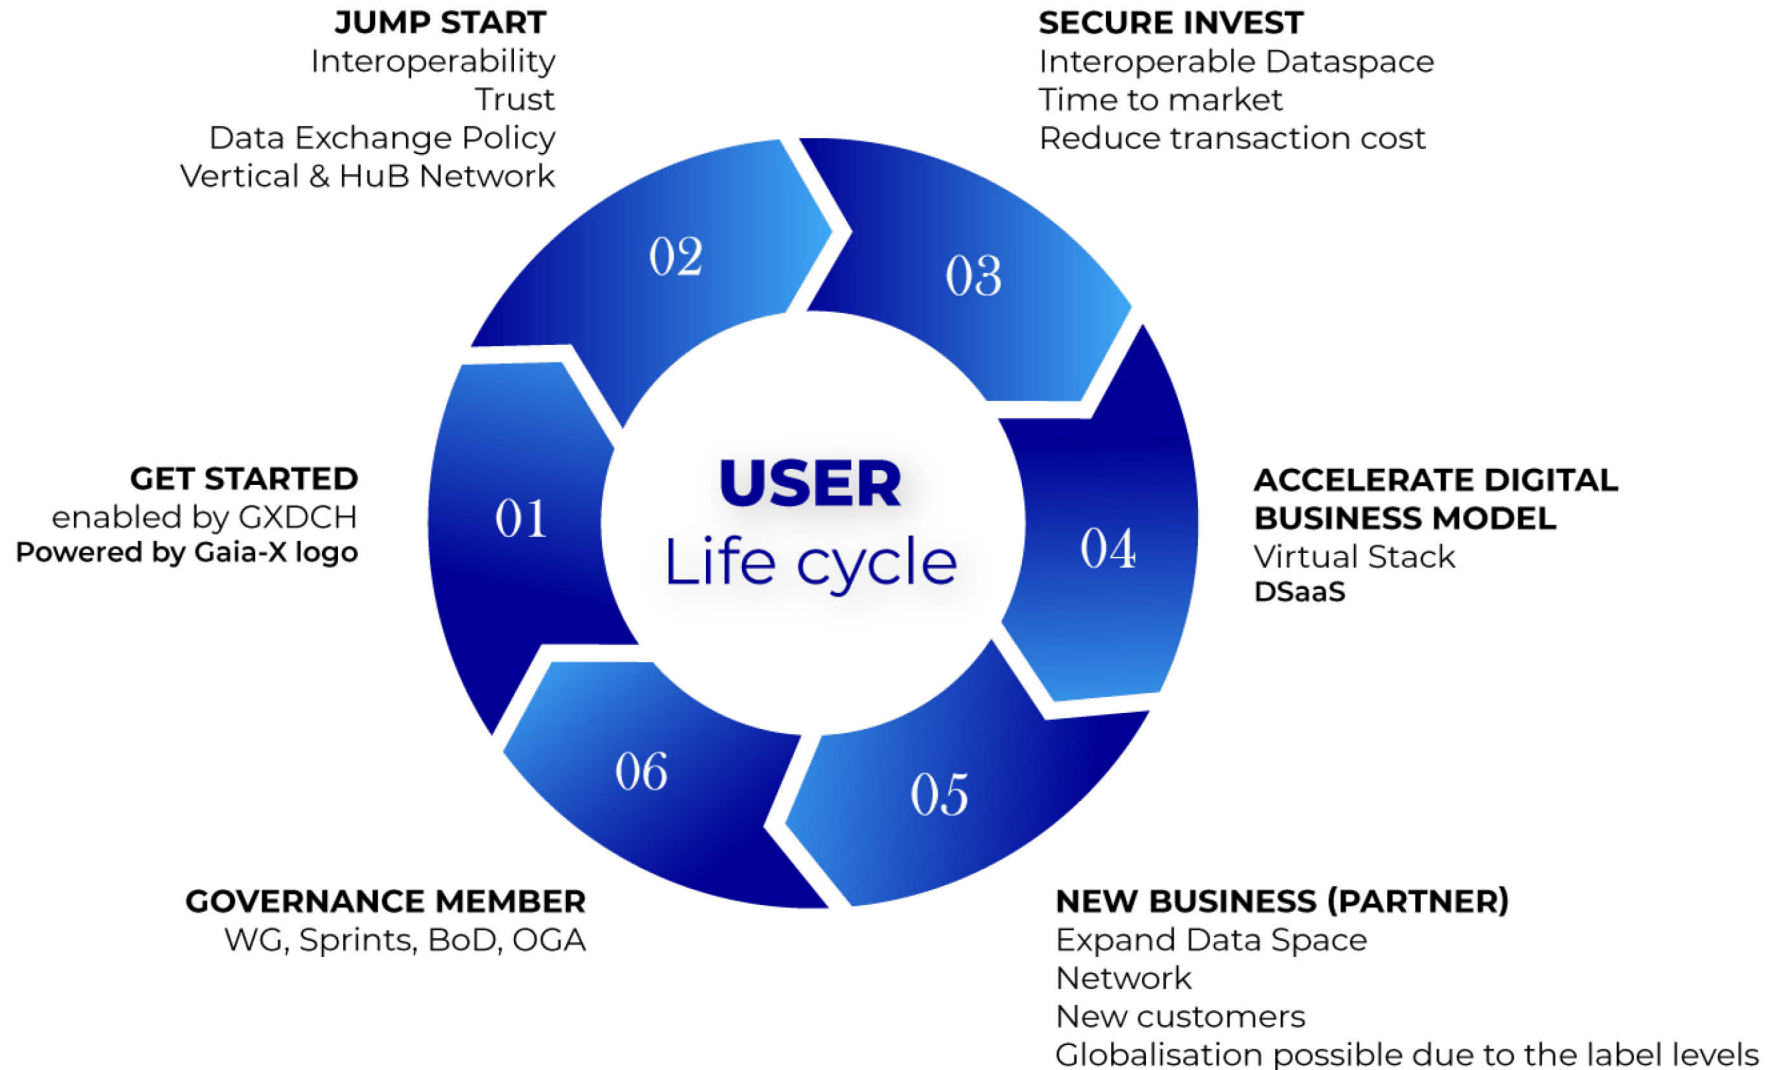 JUMP START
Interoperability
Trust
Data Exchange Policy
Vertical & HuB Network
SECURE INVEST
Interoperable Dataspace
Time to market
Reduce transaction cost
02
03
GET STARTED
enabled by GXDCH
Powered by Gaia-X logo
01
USER
Life cycle
04
ACCELERATE DIGITAL
BUSINESS MODEL
Virtual Stack
DSaaS
06
05
GOVERNANCE MEMBER
WG, Sprints, BoD, OGA
NEW BUSINESS (PARTNER)
Expand Data Space
Network
New customers
Globalisation possible due to the label levels